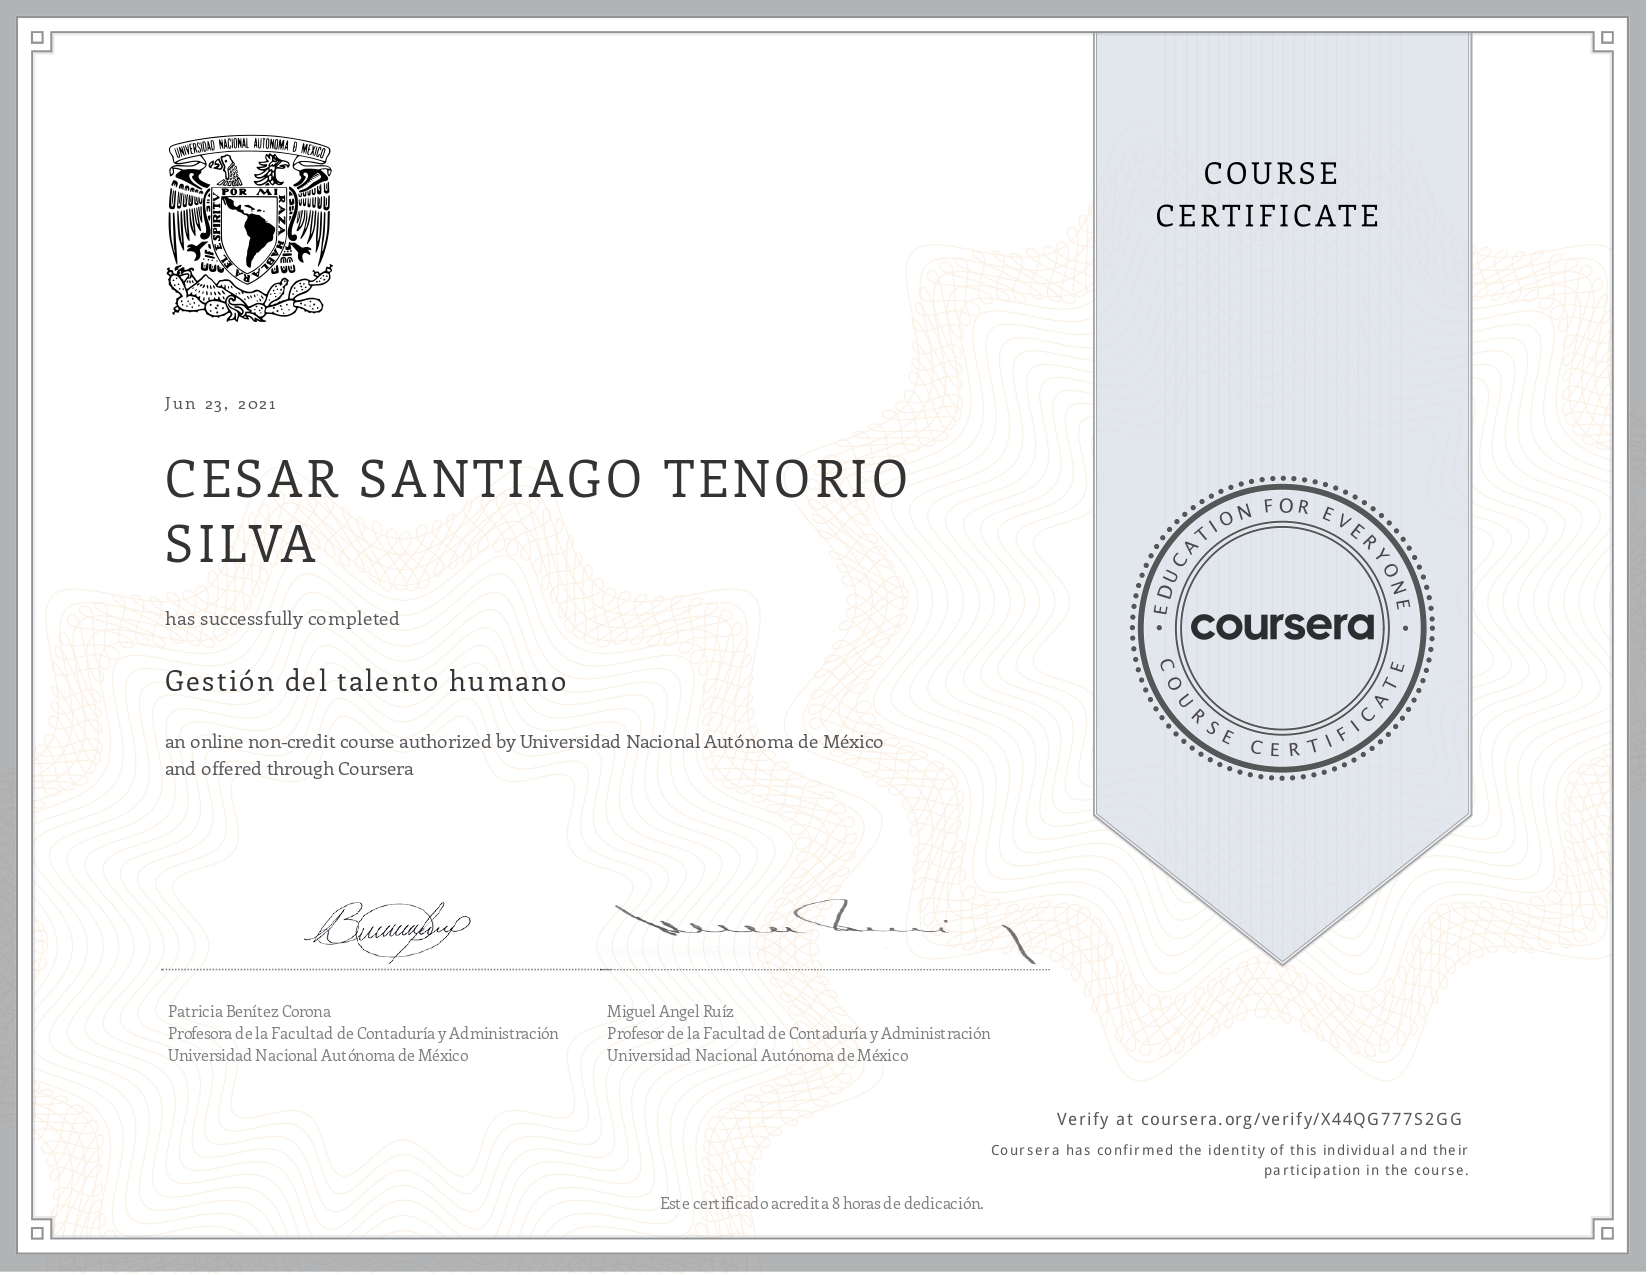 UNIVERSIDAD NACIONAL AUTONOMA D MEXICO
POR MI RAZA HABLARA EL ESPIRITV
COURSE
CERTIFICATE
Jun 23, 2021
CESAR SANTIAGO TENORIO
SILVA
has successfully completed
Gestión del talento humano
an online non-credit course authorized by Universidad Nacional Autónoma de México
and offered through Coursera
EDUCATION FOR EVERYONE
coursera
COURSE CERTIFICATE
Patricia Benítez Corona
Profesora de la Facultad de Contaduría y Administración
Universidad Nacional Autónoma de México
Miguel Angel Ruíz
Profesor de la Facultad de Contaduría y Administración
Universidad Nacional Autónoma de México
Verify at coursera.org/verify/X44QG777S2GG
Coursera has confirmed the identity of this individual and their
participation in the course.
Este certificado acredita 8 horas de dedicación.